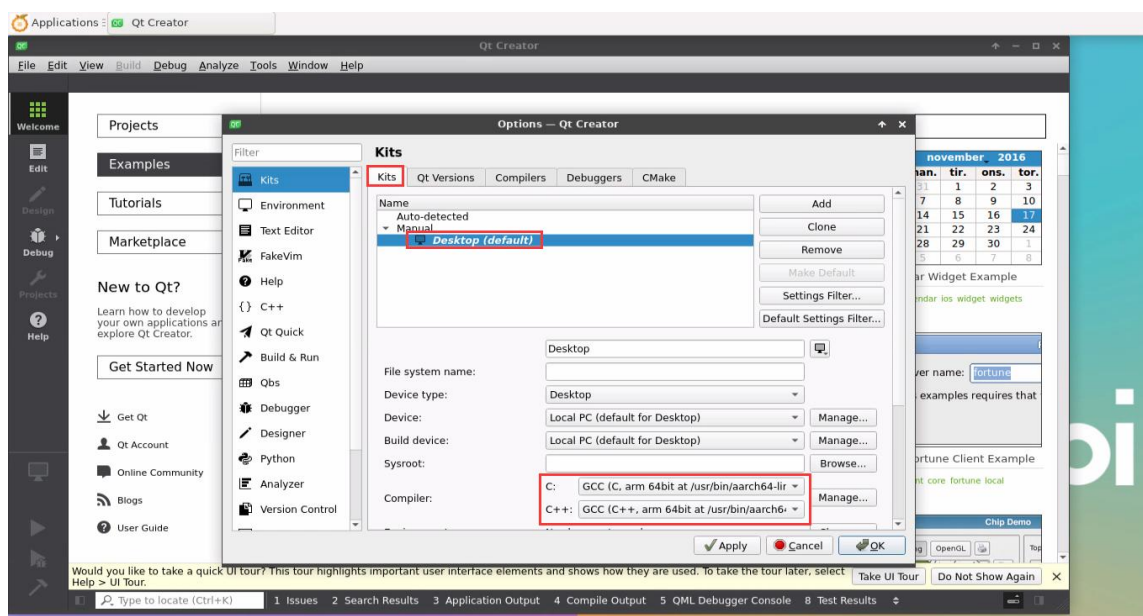 Applications Qt Creator
Qt Creator
File Edit View Build Debug Analyze Tools Window Help
Welcome
Edit
Design
Debug
Projects
Help
Projects
Examples
Tutorials
Marketplace
New to Qt?
Learn how to develop
your own applications
explore Qt Creator.
Get Started Now
Get Qt
Qt Account
Online Community
Blogs
User Guide
Options — Qt Creator
Filter
Kits
Environment
Text Editor
FakeVim
Help
{} C++
Qt Quick
Build & Run
Qbs
Debugger
Designer
Python
Analyzer
Version Control
Kits
Kits Qt Versions Compilers Debuggers CMake
Name
Auto-detected
Manual
Desktop (default)
Add
Clone
Remove
Make Default
Settings Filter...
Default Settings Filter...
Desktop
File system name:
Device type: Desktop
Device: Local PC (default for Desktop) Manage...
Build device: Local PC (default for Desktop) Manage...
Sysroot: Browse...
Compiler: Manage...
C: GCC (C, arm 64bit at /usr/bin/aarch64-lir
C++: GCC (C++, arm 64bit at /usr/bin/aarch64
Apply Cancel OK
november 2016
man. tir. ons. tor.
31 1 2 3
7 8 9 10
14 15 16 17
21 22 23 24
28 29 30 1
5 6 7 8
Widget Example
ios widget widgets
name: fortune
examples requires that
Fortune Client Example
core fortune local
Chip Demo
OpenGL
pi
Would you like to take a quick UI tour? This tour highlights important user interface elements and shows how they are used. To take the tour later, select
Help > UI Tour.
Take UI Tour Do Not Show Again
Type to locate (Ctrl+K) 1 Issues 2 Search Results 3 Application Output 4 Compile Output 5 QML Debugger Console 8 Test Results